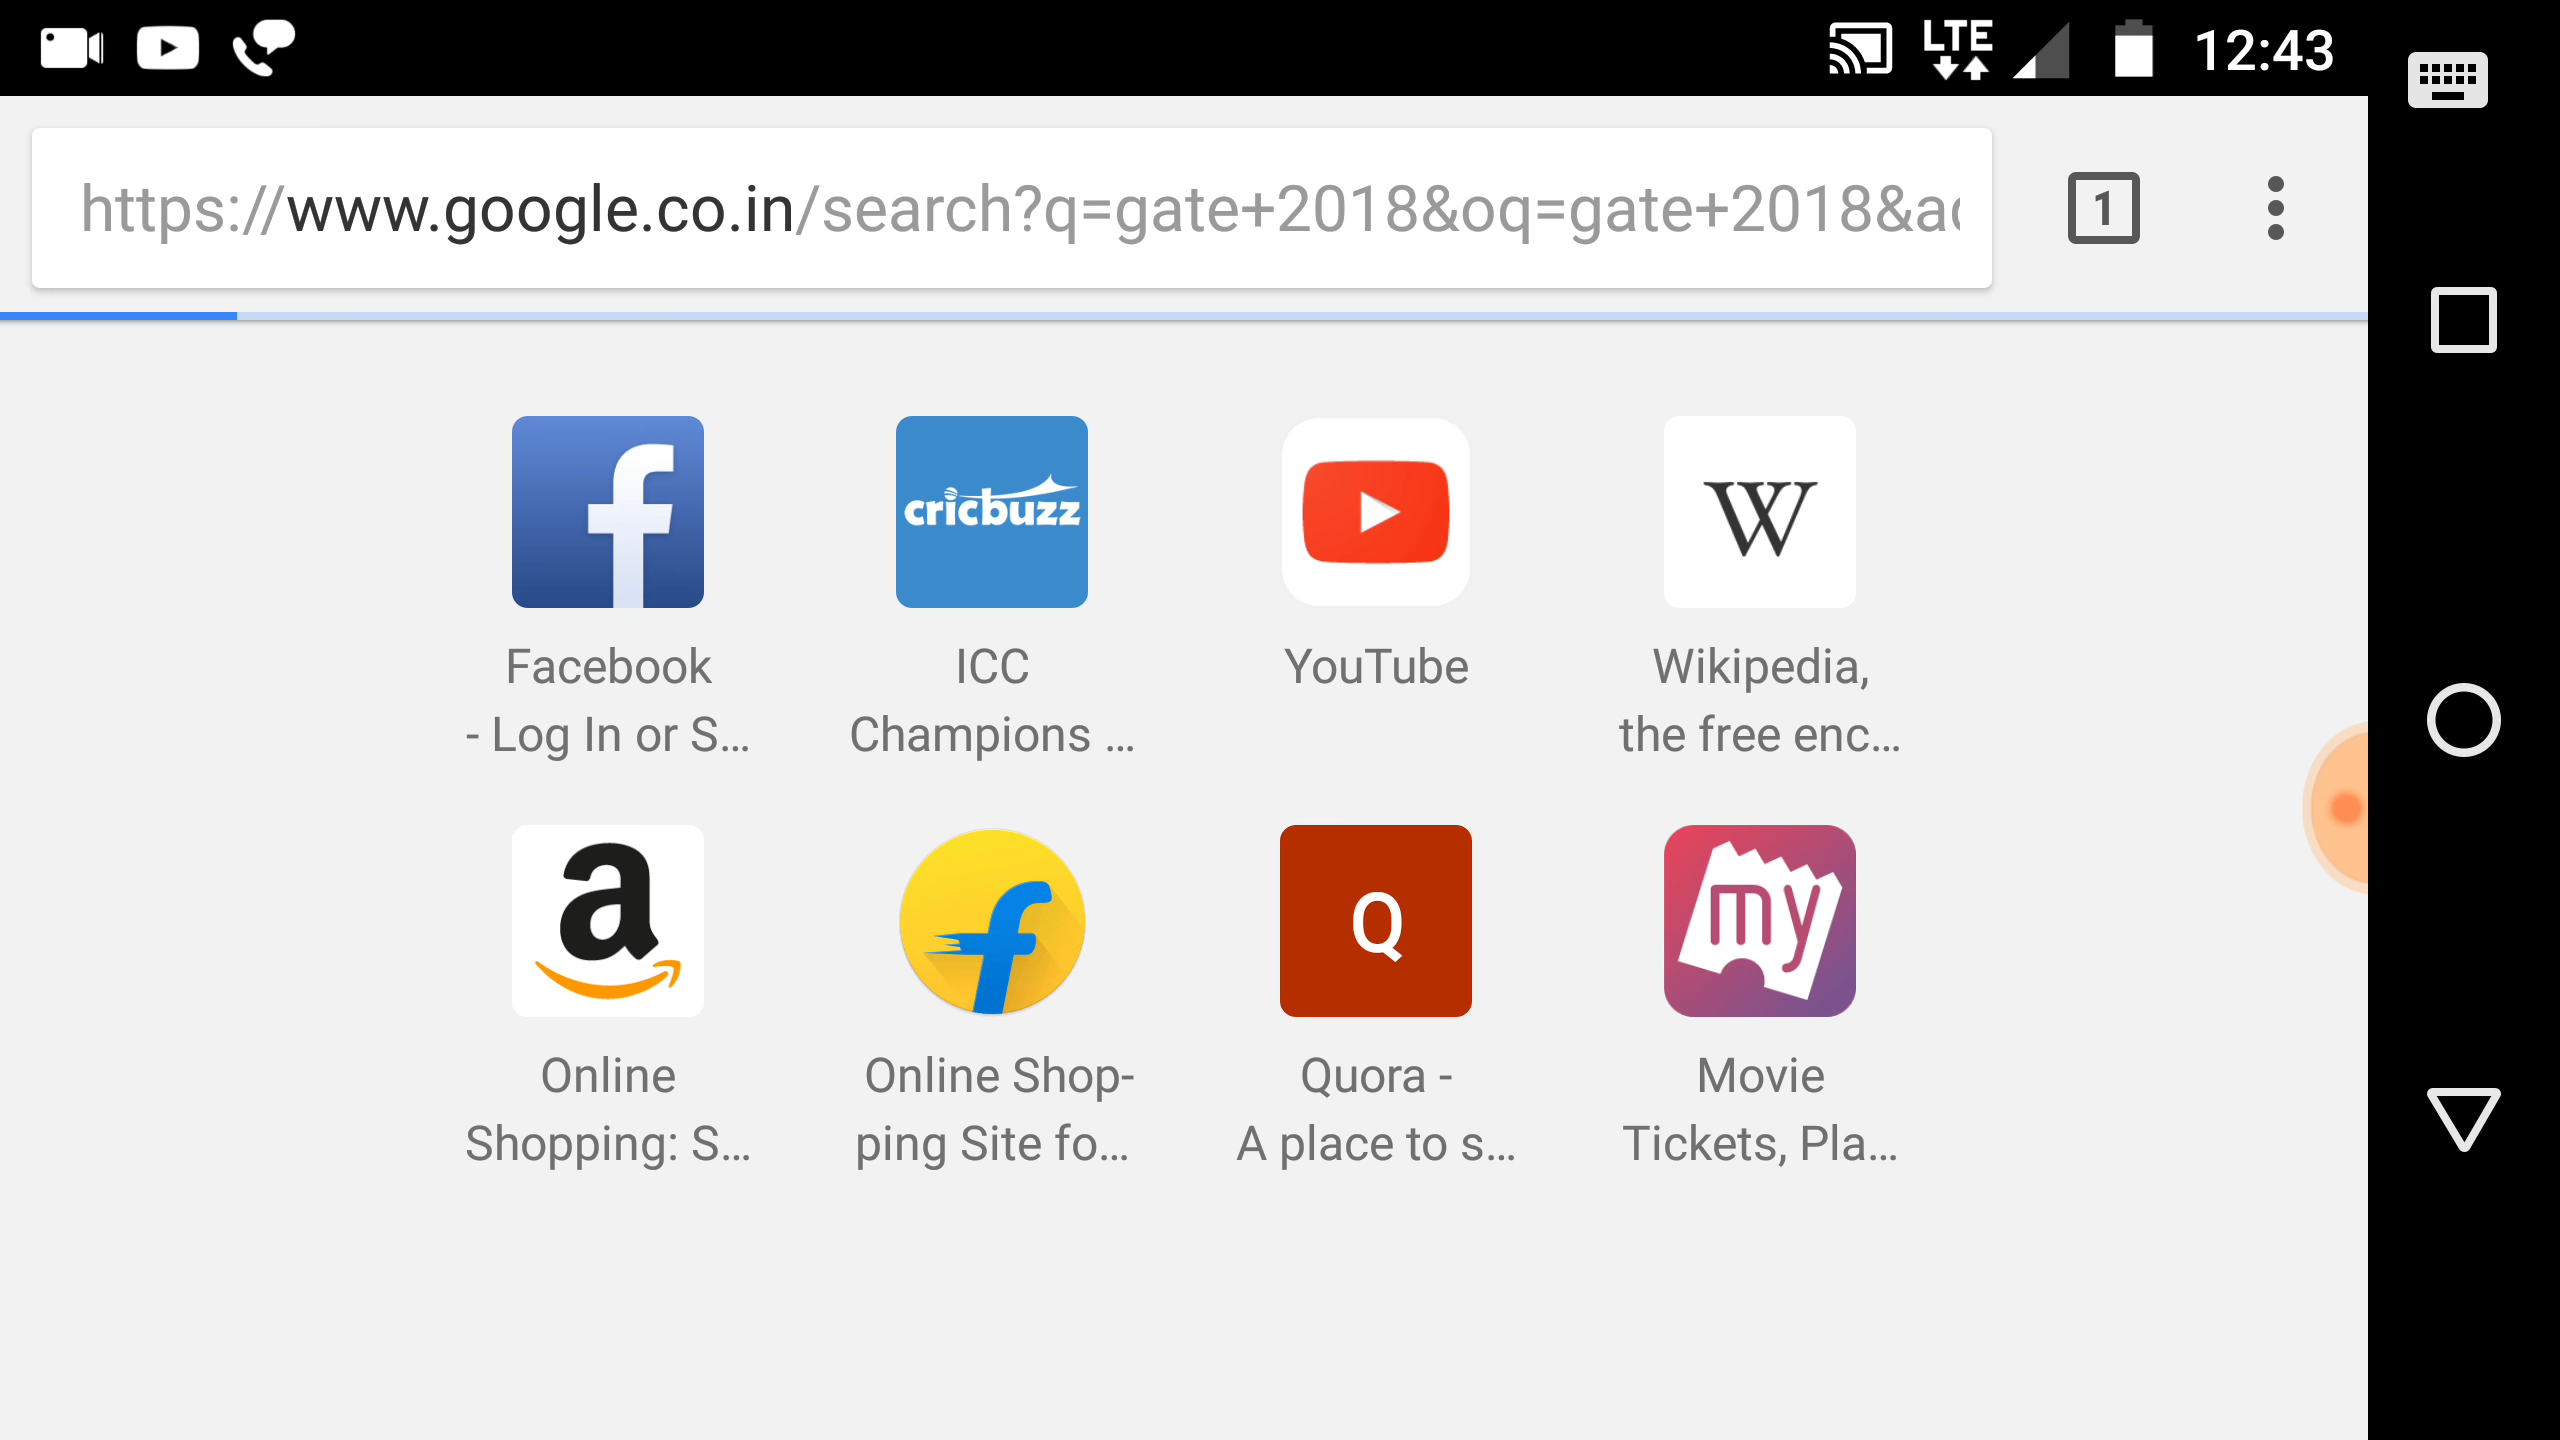 LTE 12:43
https://www.google.co.in/search?q=gate+2018&oq=gate+2018&a
1
f
cricbuzz
W
Facebook
- Log In or S...
ICC
Champions ...
YouTube
Wikipedia,
the free enc...
a
f
Q
my
Online
Shopping: S...
Online Shop-
ping Site fo...
Quora -
A place to s...
Movie
Tickets, Pla...